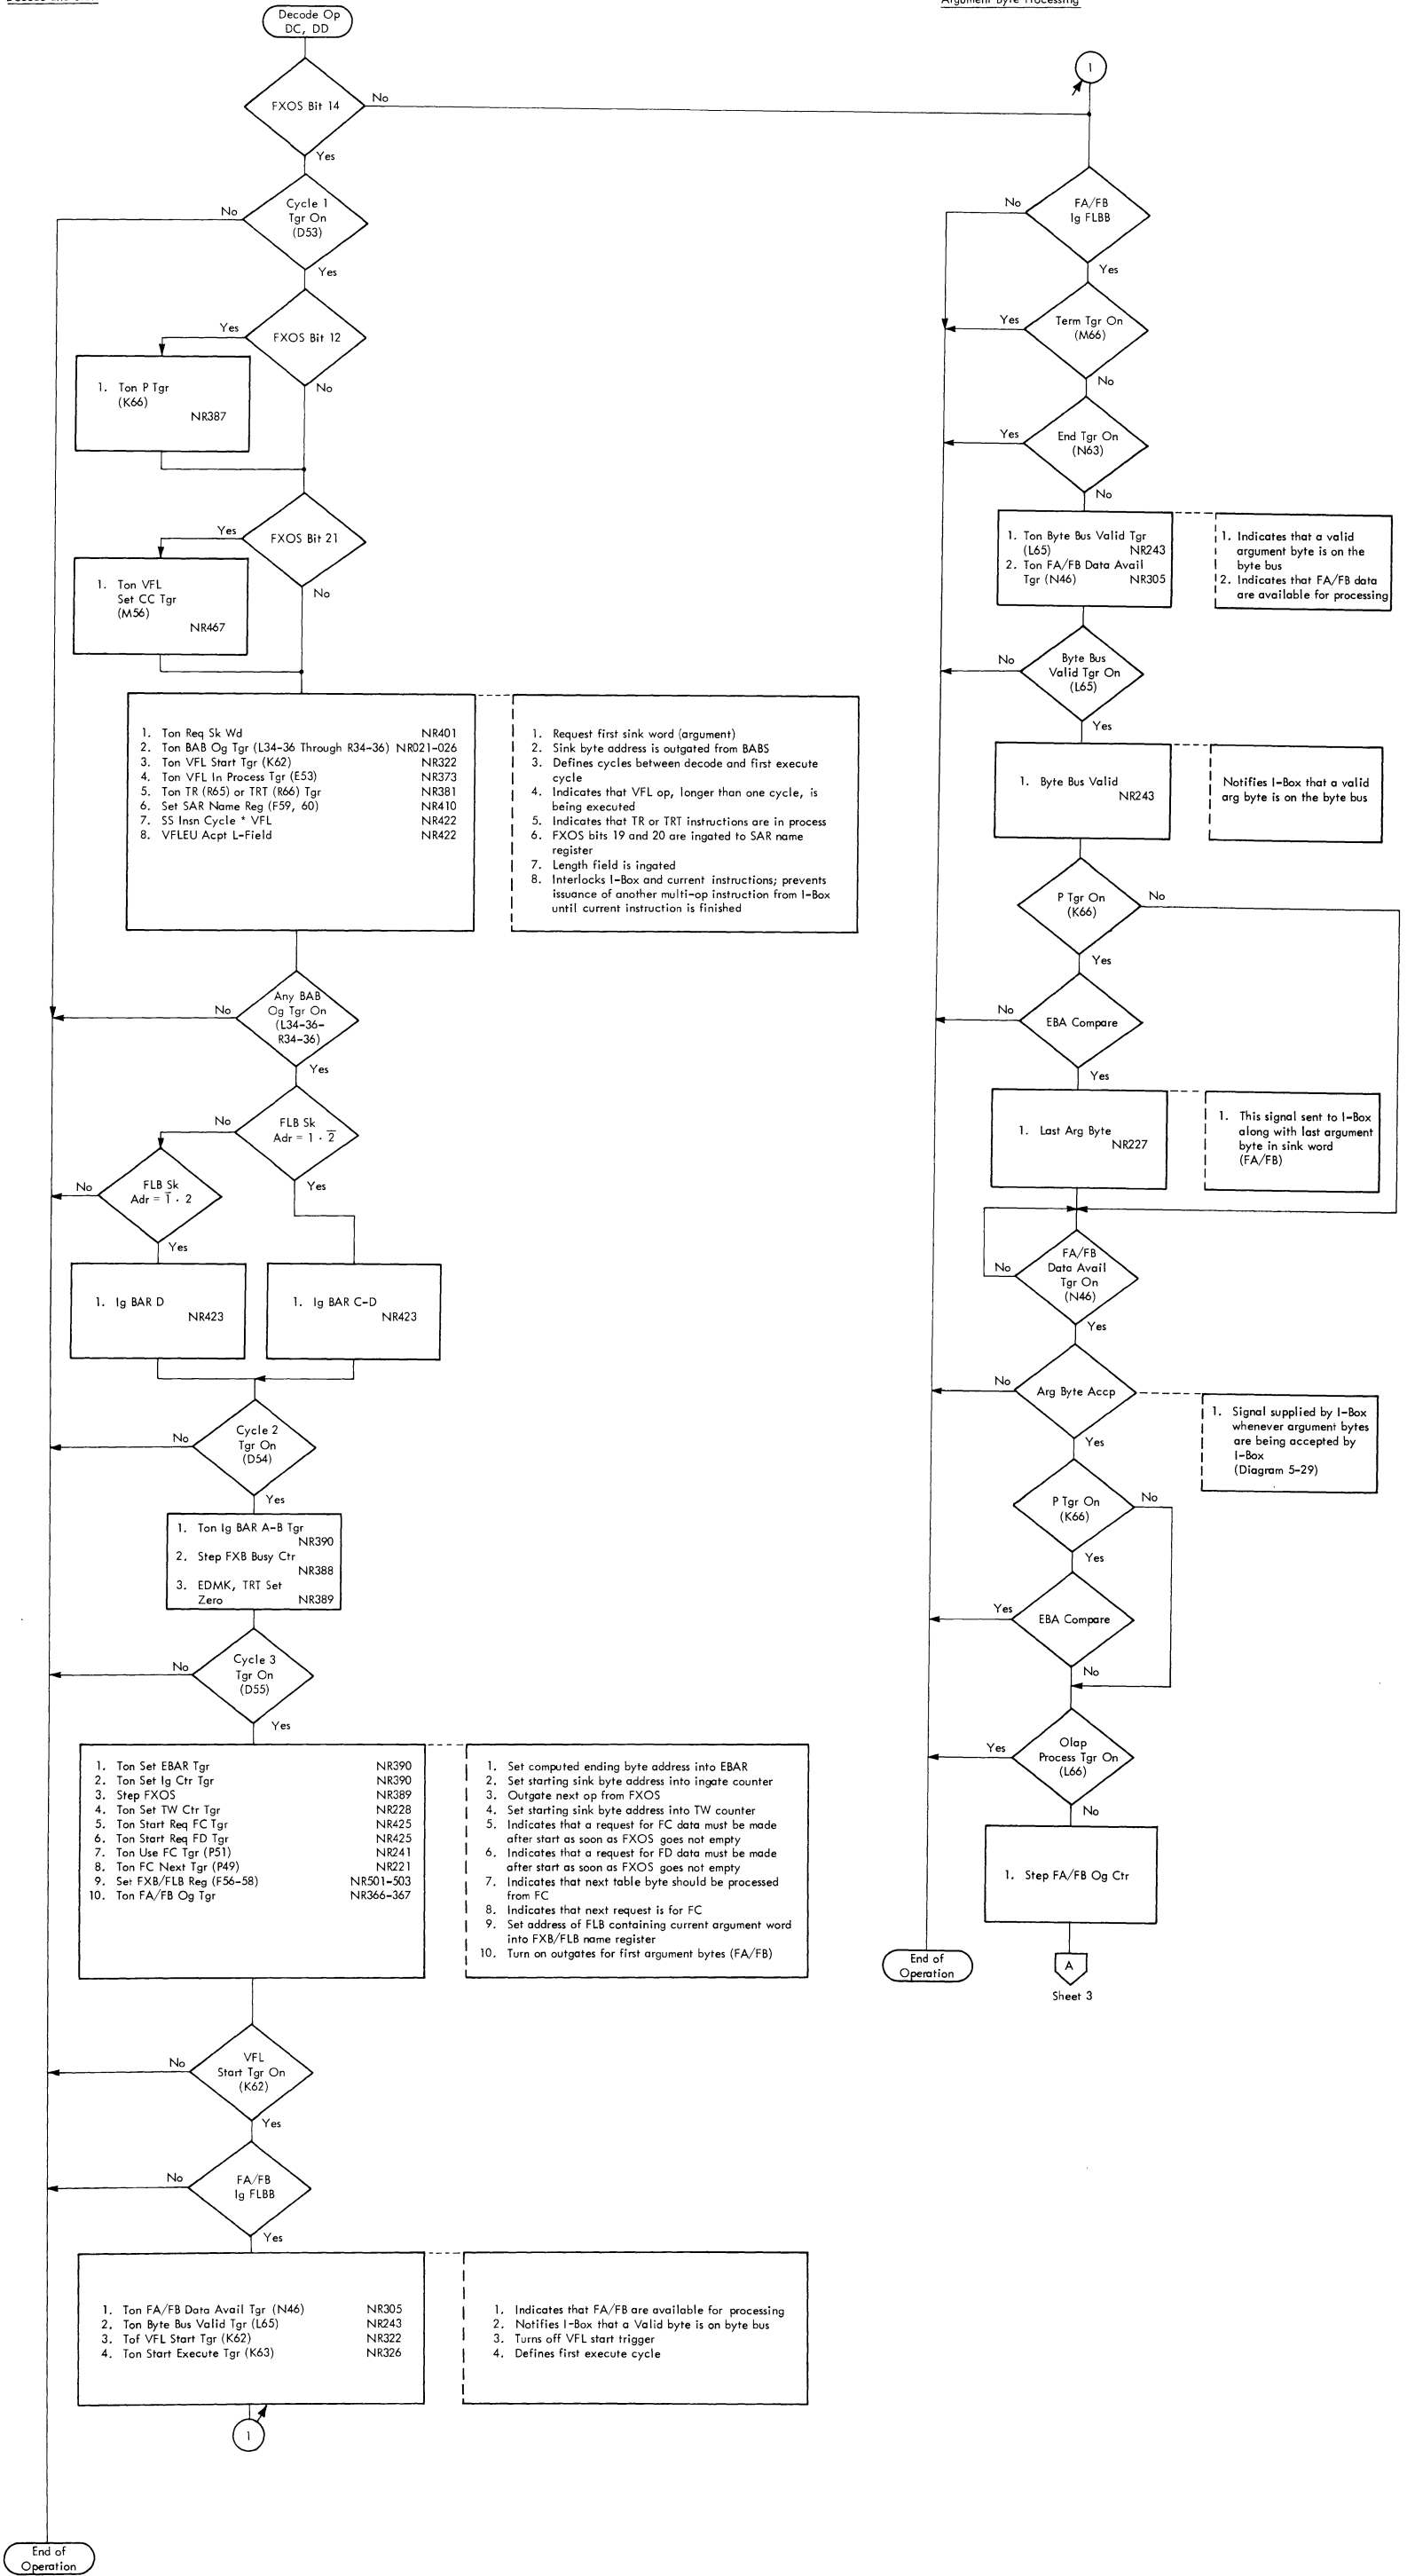 Argument Byte Processing
Decode Op
DC, DD
FXOS Bit 14
No
Yes
Cycle 1
Tgr On
(D53)
No
Yes
FXOS Bit 12
Yes
No
1. Ton P Tgr
(K66)
NR387
FXOS Bit 21
Yes
No
1. Ton VFL
Set CC Tgr
(M56)
NR467
1. Ton Req Sk Wd NR401
2. Ton BAB Og Tgr (L34-36 Through R34-36) NR021-026
3. Ton VFL Start Tgr (K62) NR322
4. Ton VFL In Process Tgr (E53) NR373
5. Ton TR (R65) or TRT (R66) Tgr NR381
6. Set SAR Name Reg (F59, 60) NR410
7. SS Insn Cycle * VFL NR422
8. VFLEU Acpt L-Field NR422
1. Request first sink word (argument)
2. Sink byte address is outgated from BABS
3. Defines cycles between decode and first execute
cycle
4. Indicates that VFL op, longer than one cycle, is
being executed
5. Indicates that TR or TRT instructions are in process
6. FXOS bits 19 and 20 are ingated to SAR name
register
7. Length field is ingated
8. Interlocks I-Box and current instructions; prevents
issuance of another multi-op instruction from I-Box
until current instruction is finished
Any BAB
Og Tgr On
(L34-36-
R34-36)
No
Yes
FLB Sk
Adr = 1 · 2̅
No
Yes
FLB Sk
Adr = 1̅ · 2
No
Yes
1. Ig BAR D
NR423
1. Ig BAR C-D
NR423
Cycle 2
Tgr On
(D54)
No
Yes
1. Ton Ig BAR A-B Tgr
NR390
2. Step FXB Busy Ctr
NR388
3. EDMK, TRT Set
Zero NR389
Cycle 3
Tgr On
(D55)
No
Yes
1. Ton Set EBAR Tgr NR390
2. Ton Set Ig Ctr Tgr NR390
3. Step FXOS NR389
4. Ton Set TW Ctr Tgr NR228
5. Ton Start Req FC Tgr NR425
6. Ton Start Req FD Tgr NR425
7. Ton Use FC Tgr (P51) NR241
8. Ton FC Next Tgr (P49) NR221
9. Set FXB/FLB Reg (F56-58) NR501-503
10. Ton FA/FB Og Tgr NR366-367
1. Set computed ending byte address into EBAR
2. Set starting sink byte address into ingate counter
3. Outgate next op from FXOS
4. Set starting sink byte address into TW counter
5. Indicates that a request for FC data must be made
after start as soon as FXOS goes not empty
6. Indicates that a request for FD data must be made
after start as soon as FXOS goes not empty
7. Indicates that next table byte should be processed
from FC
8. Indicates that next request is for FC
9. Set address of FLB containing current argument word
into FXB/FLB name register
10. Turn on outgates for first argument bytes (FA/FB)
VFL
Start Tgr On
(K62)
No
Yes
FA/FB
Ig FLBB
No
Yes
1. Ton FA/FB Data Avail Tgr (N46) NR305
2. Ton Byte Bus Valid Tgr (L65) NR243
3. Tof VFL Start Tgr (K62) NR322
4. Ton Start Execute Tgr (K63) NR326
1. Indicates that FA/FB are available for processing
2. Notifies I-Box that a Valid byte is on byte bus
3. Turns off VFL start trigger
4. Defines first execute cycle
1
End of
Operation
1
FA/FB
Ig FLBB
No
Yes
Term Tgr On
(M66)
Yes
No
End Tgr On
(N63)
Yes
No
1. Ton Byte Bus Valid Tgr
(L65) NR243
2. Ton FA/FB Data Avail
Tgr (N46) NR305
1. Indicates that a valid
argument byte is on the
byte bus
2. Indicates that FA/FB data
are available for processing
Byte Bus
Valid Tgr On
(L65)
No
Yes
1. Byte Bus Valid
NR243
Notifies I-Box that a valid
arg byte is on the byte bus
P Tgr On
(K66)
No
Yes
EBA Compare
No
Yes
1. Last Arg Byte
NR227
1. This signal sent to I-Box
along with last argument
byte in sink word
(FA/FB)
FA/FB
Data Avail
Tgr On
(N46)
No
Yes
Arg Byte Accp
No
Yes
1. Signal supplied by I-Box
whenever argument bytes
are being accepted by
I-Box
(Diagram 5-29)
P Tgr On
(K66)
No
Yes
EBA Compare
Yes
No
Olap
Process Tgr On
(L66)
Yes
No
1. Step FA/FB Og Ctr
End of
Operation
A
Sheet 3